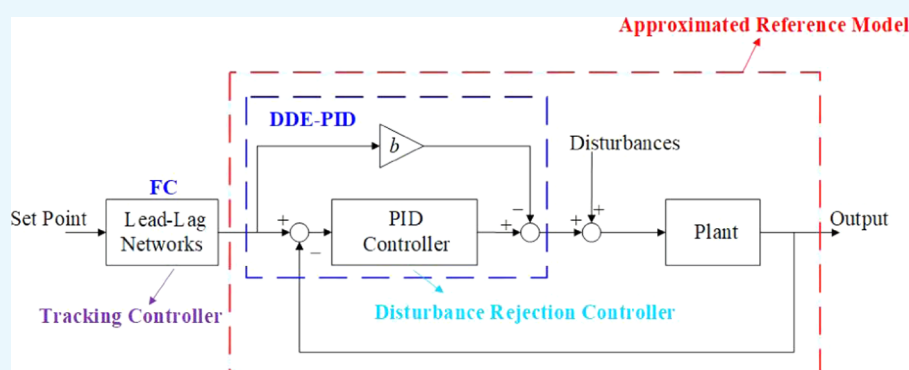 Approximated Reference Model
DDE-PID
b
Disturbances
FC
Set Point
Lead-Lag
Networks
+
−
PID
Controller
+
−
+
+
Plant
Output
Tracking Controller
Disturbance Rejection Controller